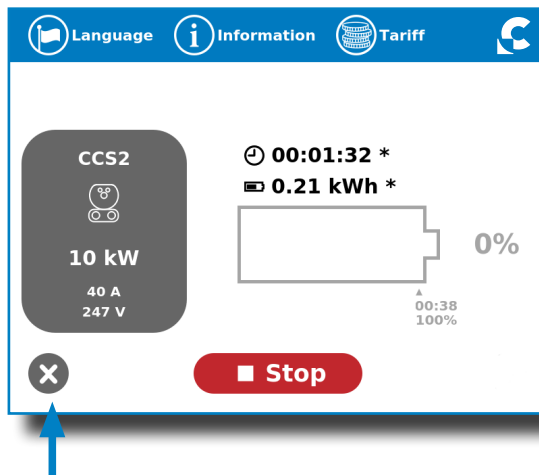 Language
i Information
Tariff
CCS2
10 kW
40 A
247 V
00:01:32 *
0.21 kWh *
0%
00:38
100%
Stop